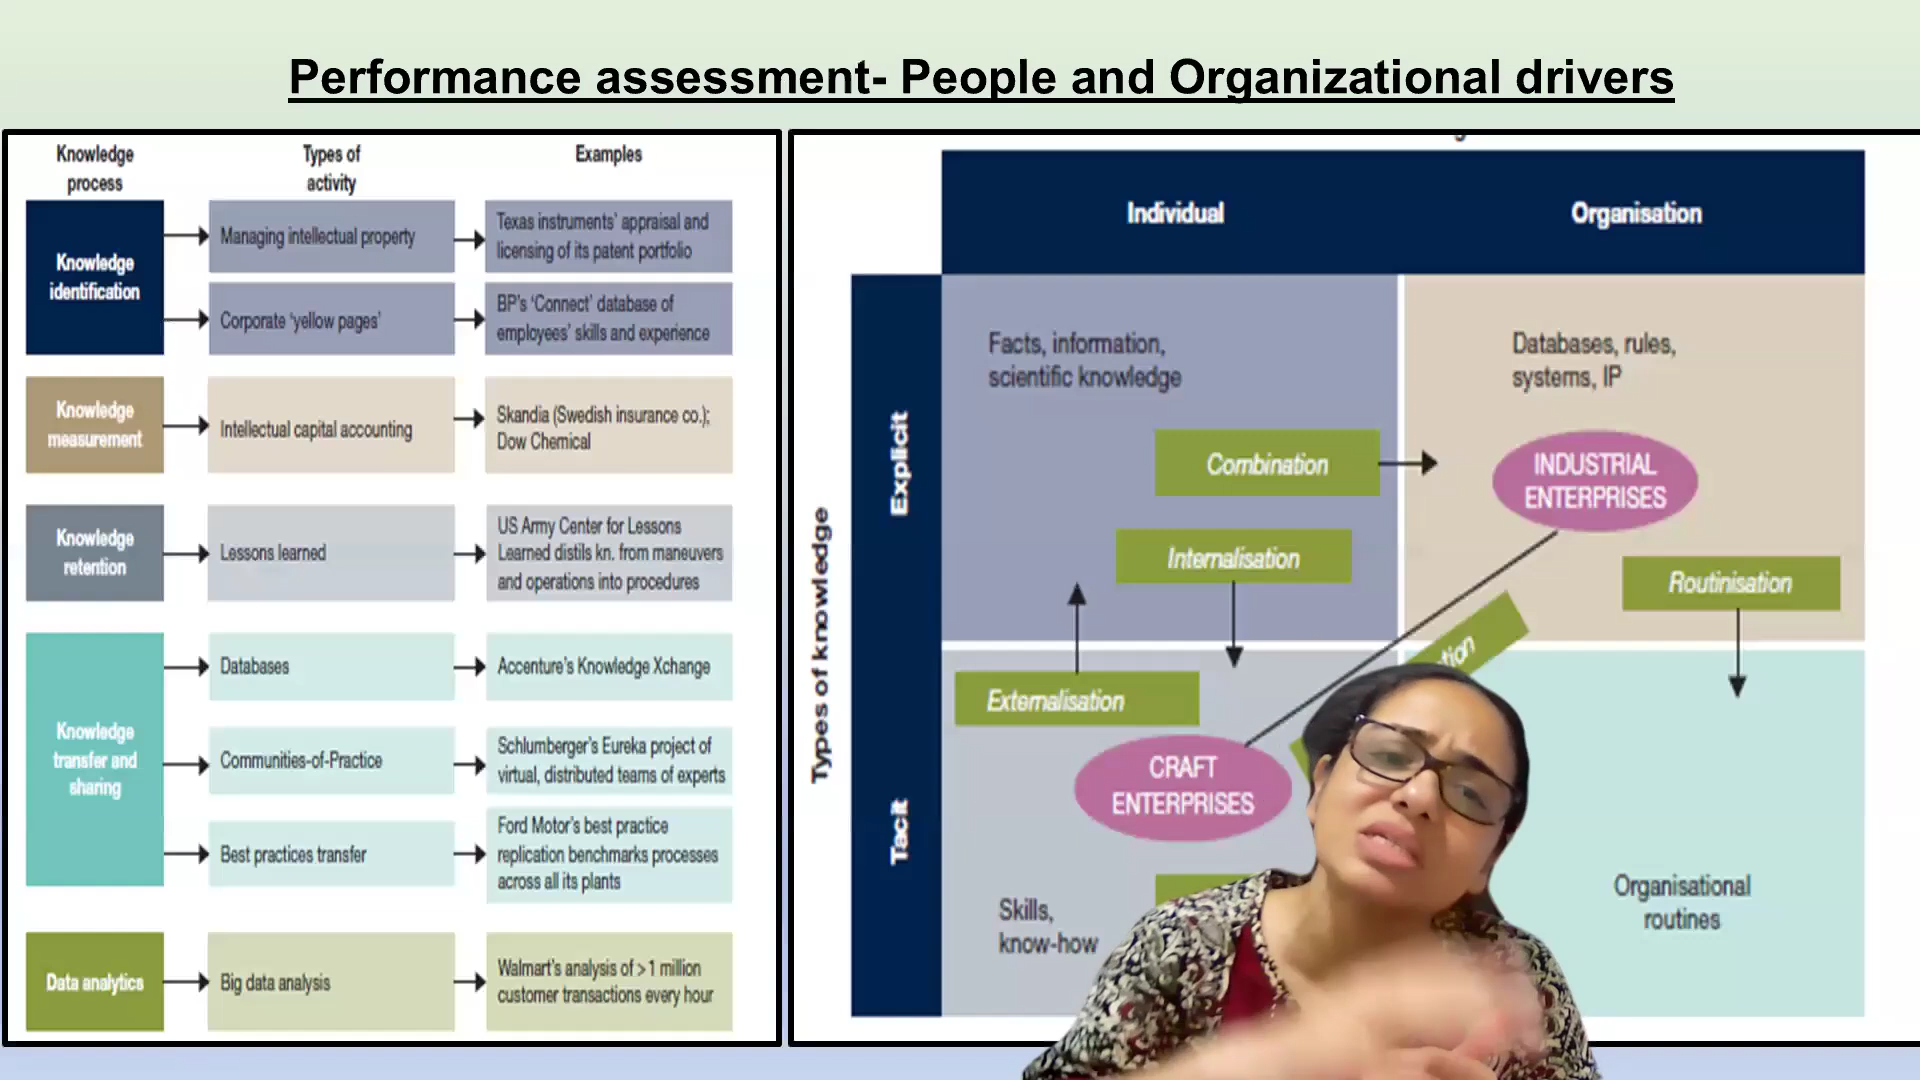 Performance assessment- People and Organizational drivers
Knowledge
process
Types of
activity
Examples
Knowledge
identification
Managing intellectual property
Texas instruments' appraisal and
licensing of its patent portfolio
Corporate 'yellow pages'
BP's 'Connect' database of
employees' skills and experience
Knowledge
measurement
Intellectual capital accounting
Skandia (Swedish insurance co.);
Dow Chemical
Knowledge
retention
Lessons learned
US Army Center for Lessons
Learned distils kn. from maneuvers
and operations into procedures
Knowledge
transfer and
sharing
Databases
Accenture's Knowledge Xchange
Communities-of-Practice
Schlumberger's Eureka project of
virtual, distributed teams of experts
Best practices transfer
Ford Motor's best practice
replication benchmarks processes
across all its plants
Data analytics
Big data analysis
Walmart's analysis of >1 million
customer transactions every hour
Individual
Organisation
Types of knowledge
Explicit
Tacit
Facts, information,
scientific knowledge
Databases, rules,
systems, IP
Combination
INDUSTRIAL
ENTERPRISES
Internalisation
Routinisation
Externalisation
CRAFT
ENTERPRISES
Skills,
know-how
Organisational
routines